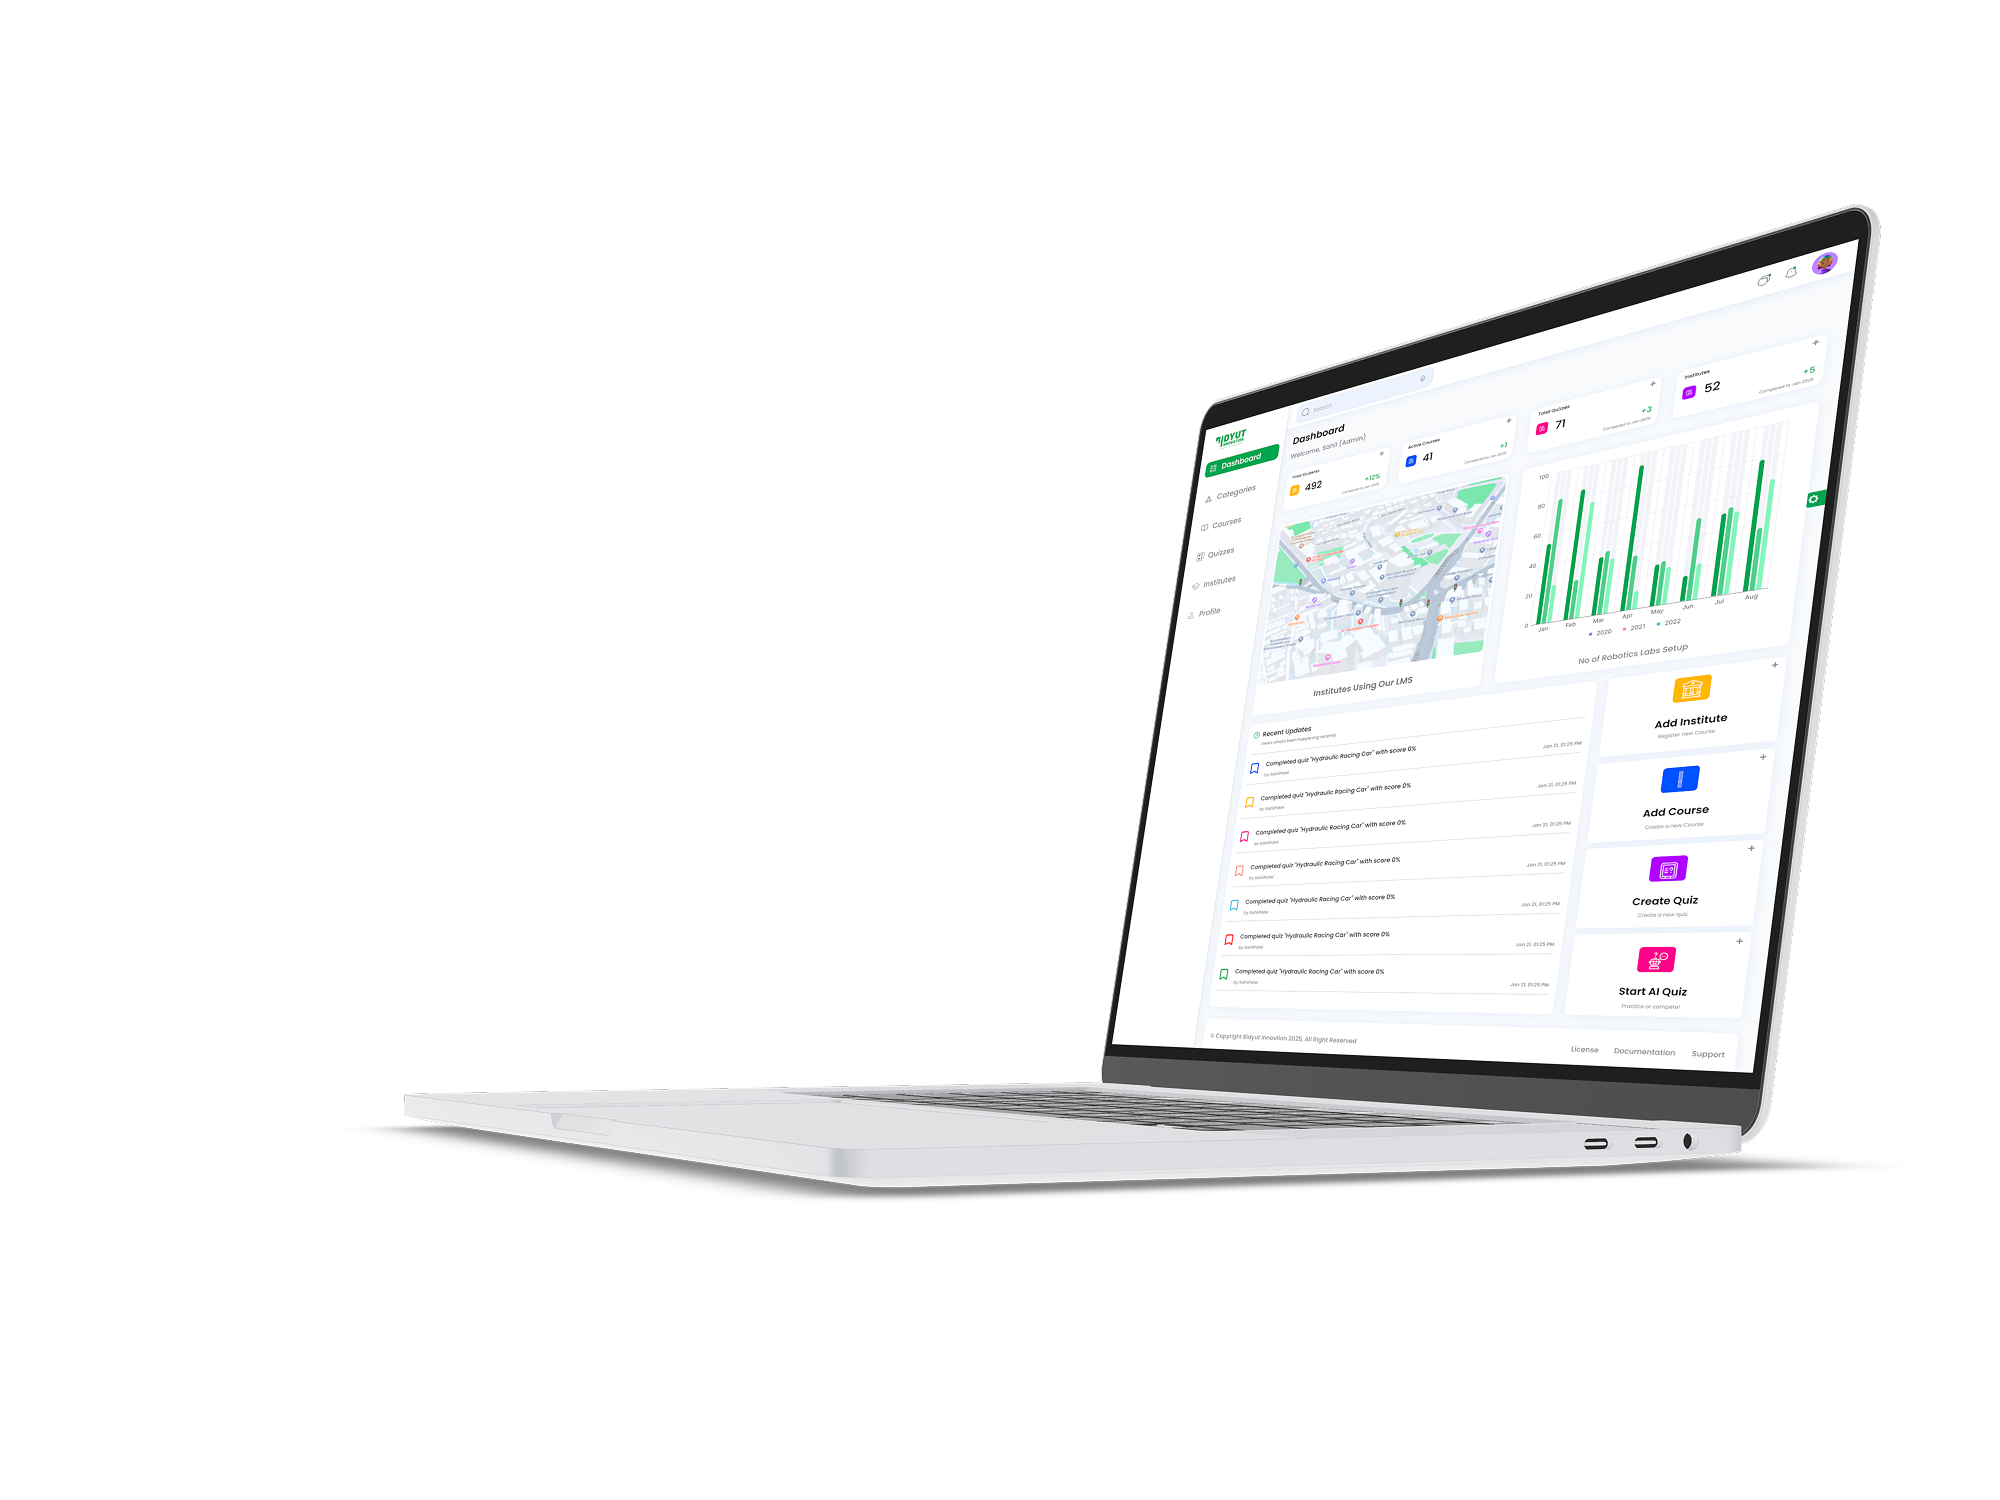 BIDYUT
INNOVATION
Dashboard
Categories
Courses
Quizzes
Institutes
Profile
Search
Dashboard
Welcome, Sahil (Admin)
Total Students
492
+12%
Compared to Jan 2025
Active Courses
41
+1
Compared to Jan 2025
Total Quizzes
71
+3
Compared to Jan 2025
Institutes
52
+5
Compared to Jan 2025
Institutes Using Our LMS
100
80
60
40
20
0
Jan
Feb
Mar
Apr
May
Jun
Jul
Aug
2020
2021
2022
No of Robotics Labs Setup
Recent Updates
Here's what's been happening recently
Completed quiz "Hydraulic Racing Car" with score 0%
by SahilPatel
Jan 21, 01:25 PM
Completed quiz "Hydraulic Racing Car" with score 0%
by SahilPatel
Jan 21, 01:25 PM
Completed quiz "Hydraulic Racing Car" with score 0%
by SahilPatel
Jan 21, 01:25 PM
Completed quiz "Hydraulic Racing Car" with score 0%
by SahilPatel
Jan 21, 01:25 PM
Completed quiz "Hydraulic Racing Car" with score 0%
by SahilPatel
Jan 21, 01:25 PM
Completed quiz "Hydraulic Racing Car" with score 0%
by SahilPatel
Jan 21, 01:25 PM
Completed quiz "Hydraulic Racing Car" with score 0%
by SahilPatel
Jan 21, 01:25 PM
Add Institute
Register new Course
Add Course
Create a new Course
Create Quiz
Create a new quiz
Start AI Quiz
Practice or compete!
© Copyright Bidyut Innovtion 2025, All Right Reserved
License
Documentation
Support